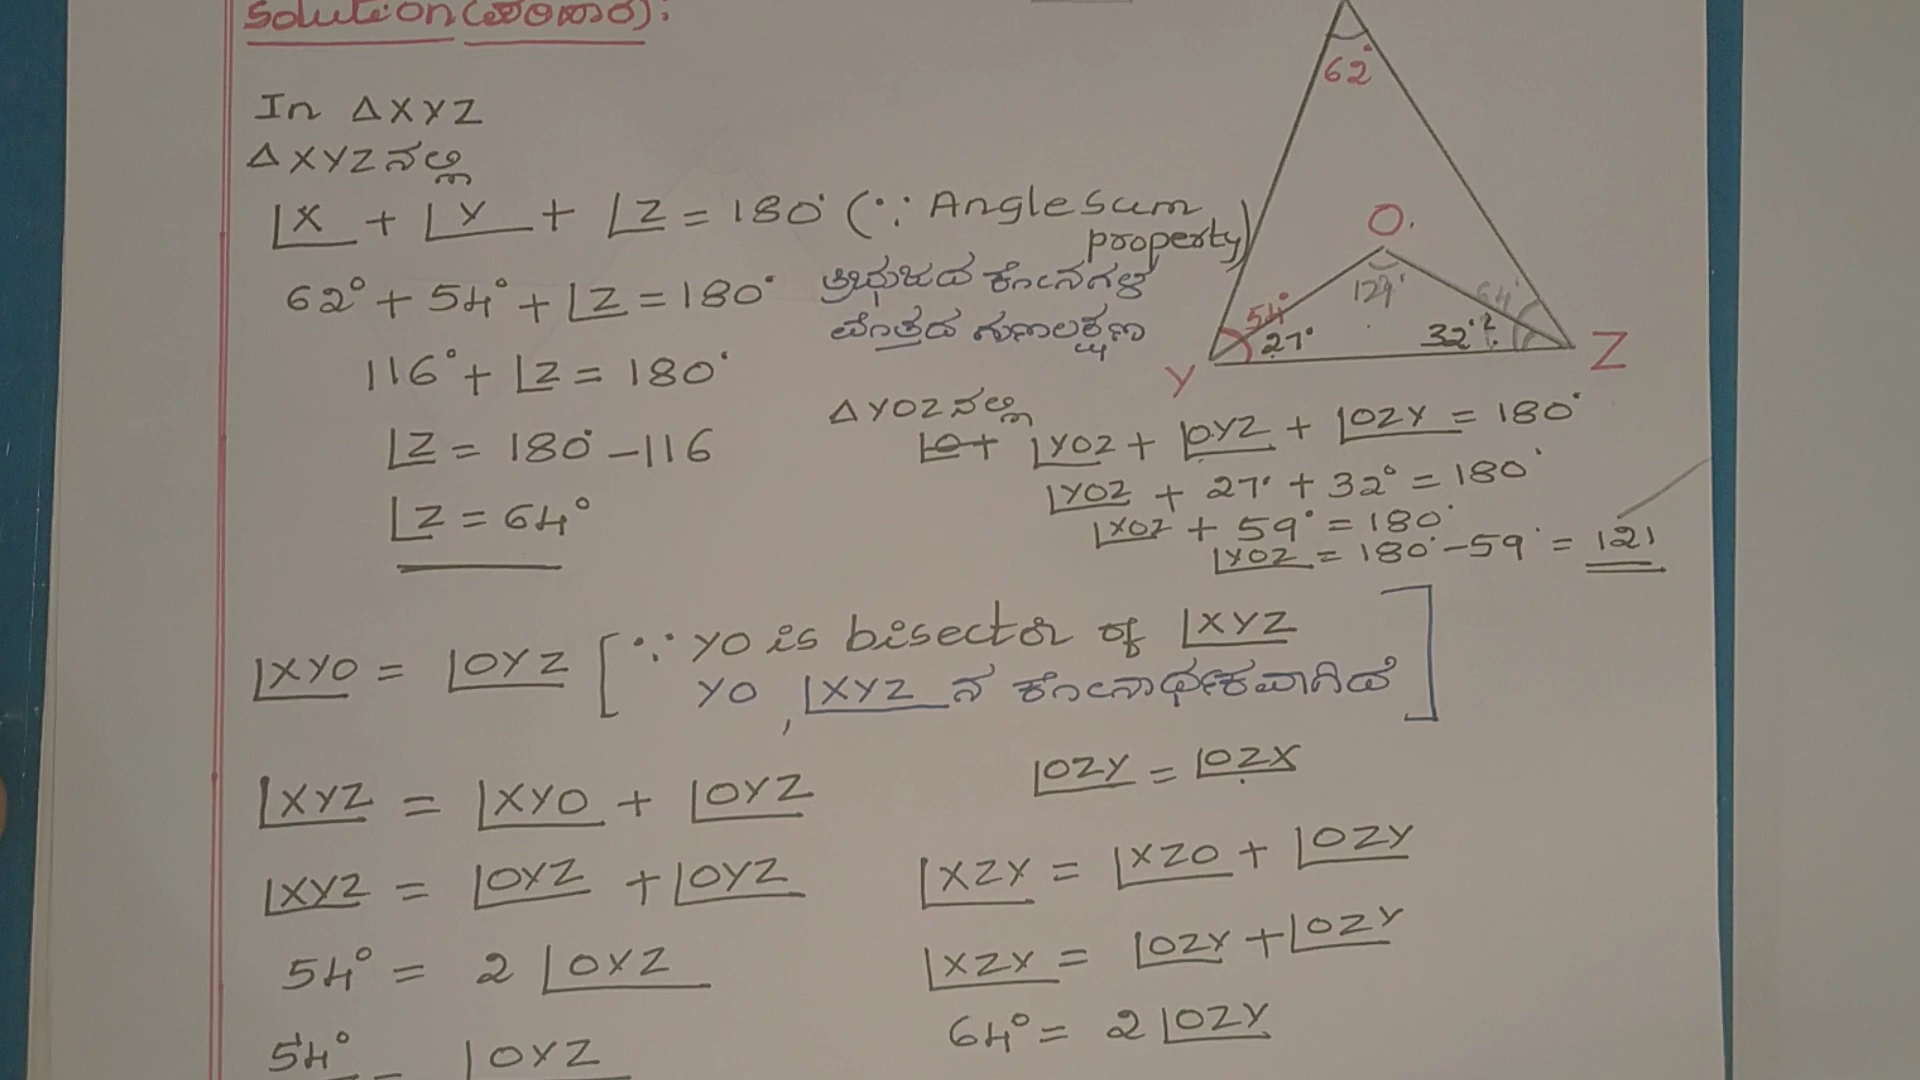 Solution (ಪರಿಹಾರ):
In ΔXYZ
ΔXYZ ನಲ್ಲಿ
∠X + ∠Y + ∠Z = 180° (∵ Angle Sum property)
62° + 54° + ∠Z = 180° ತ್ರಿಭುಜದ ಕೋನಗಳ
ಮೊತ್ತದ ಗುಣಲಕ್ಷಣ
116° + ∠Z = 180°
∠Z = 180° - 116
∠Z = 64°
62°
O.
54°
27°
121°
64°
32°?
Y
Z
ΔYOZ ನಲ್ಲಿ
∠YOZ + ∠OYZ + ∠OZY = 180°
∠YOZ + 27° + 32° = 180°
∠YOZ + 59° = 180°
∠YOZ = 180° - 59° = 121
∠XYO = ∠OYZ [∵ YO is bisector of ∠XYZ
YO, ∠XYZ ನ ಕೋನಾರ್ಧಕವಾಗಿದೆ]
∠XYZ = ∠XYO + ∠OYZ
∠XYZ = ∠OYZ + ∠OYZ
54° = 2 ∠OYZ
54° = ∠OYZ
∠OZY = ∠OZX
∠XZY = ∠XZO + ∠OZY
∠XZY = ∠OZY + ∠OZY
64° = 2 ∠OZY